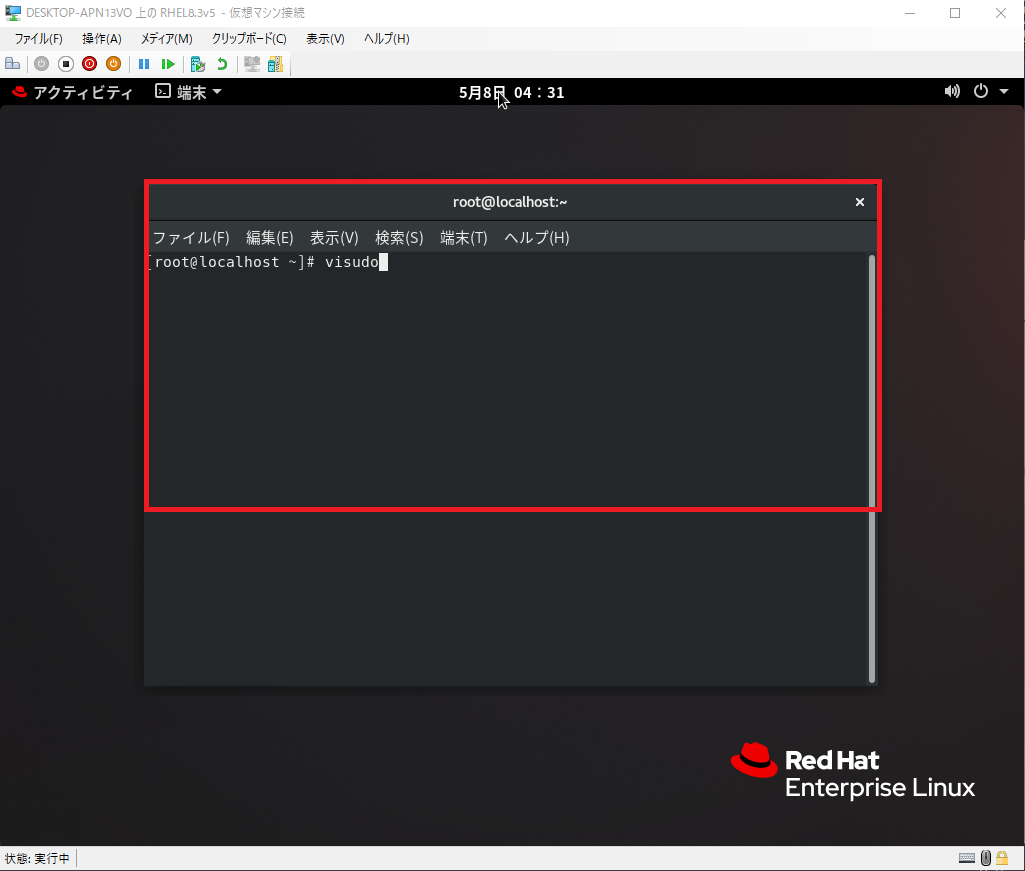 DESKTOP-APN13VO 上の RHEL8.3v5 - 仮想マシン接続
ファイル(F) 操作(A) メディア(M) クリップボード(C) 表示(V) ヘルプ(H)
アクティビティ 端末 5月8日 04：31
root@localhost:~
ファイル(F) 編集(E) 表示(V) 検索(S) 端末(T) ヘルプ(H)
[root@localhost ~]# visudo
Red Hat
Enterprise Linux
状態: 実行中